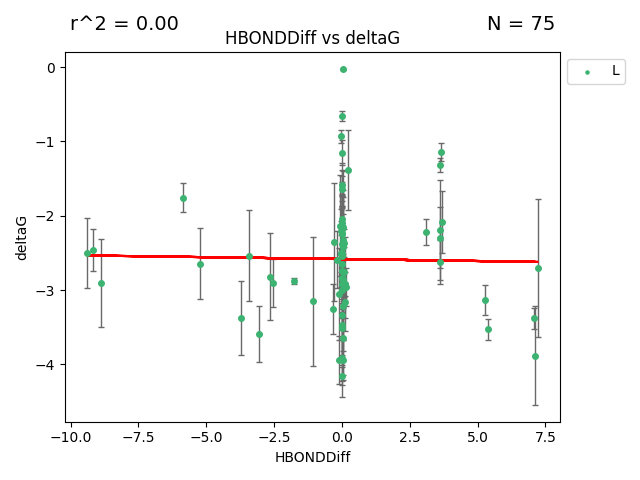 r^2 = 0.00
N = 75
HBONDDiff vs deltaG
L
deltaG
0
−1
−2
−3
−4
−10.0 −7.5 −5.0 −2.5 0.0 2.5 5.0 7.5
HBONDDiff